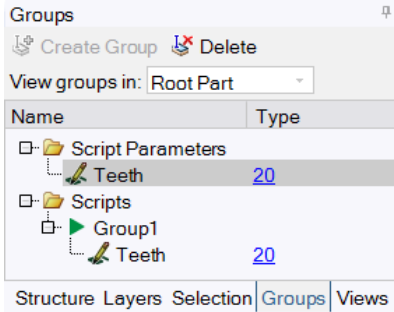 Groups
Create Group Delete
View groups in: Root Part
Name Type
Script Parameters
Teeth 20
Scripts
Group1
Teeth 20
Structure Layers Selection Groups Views